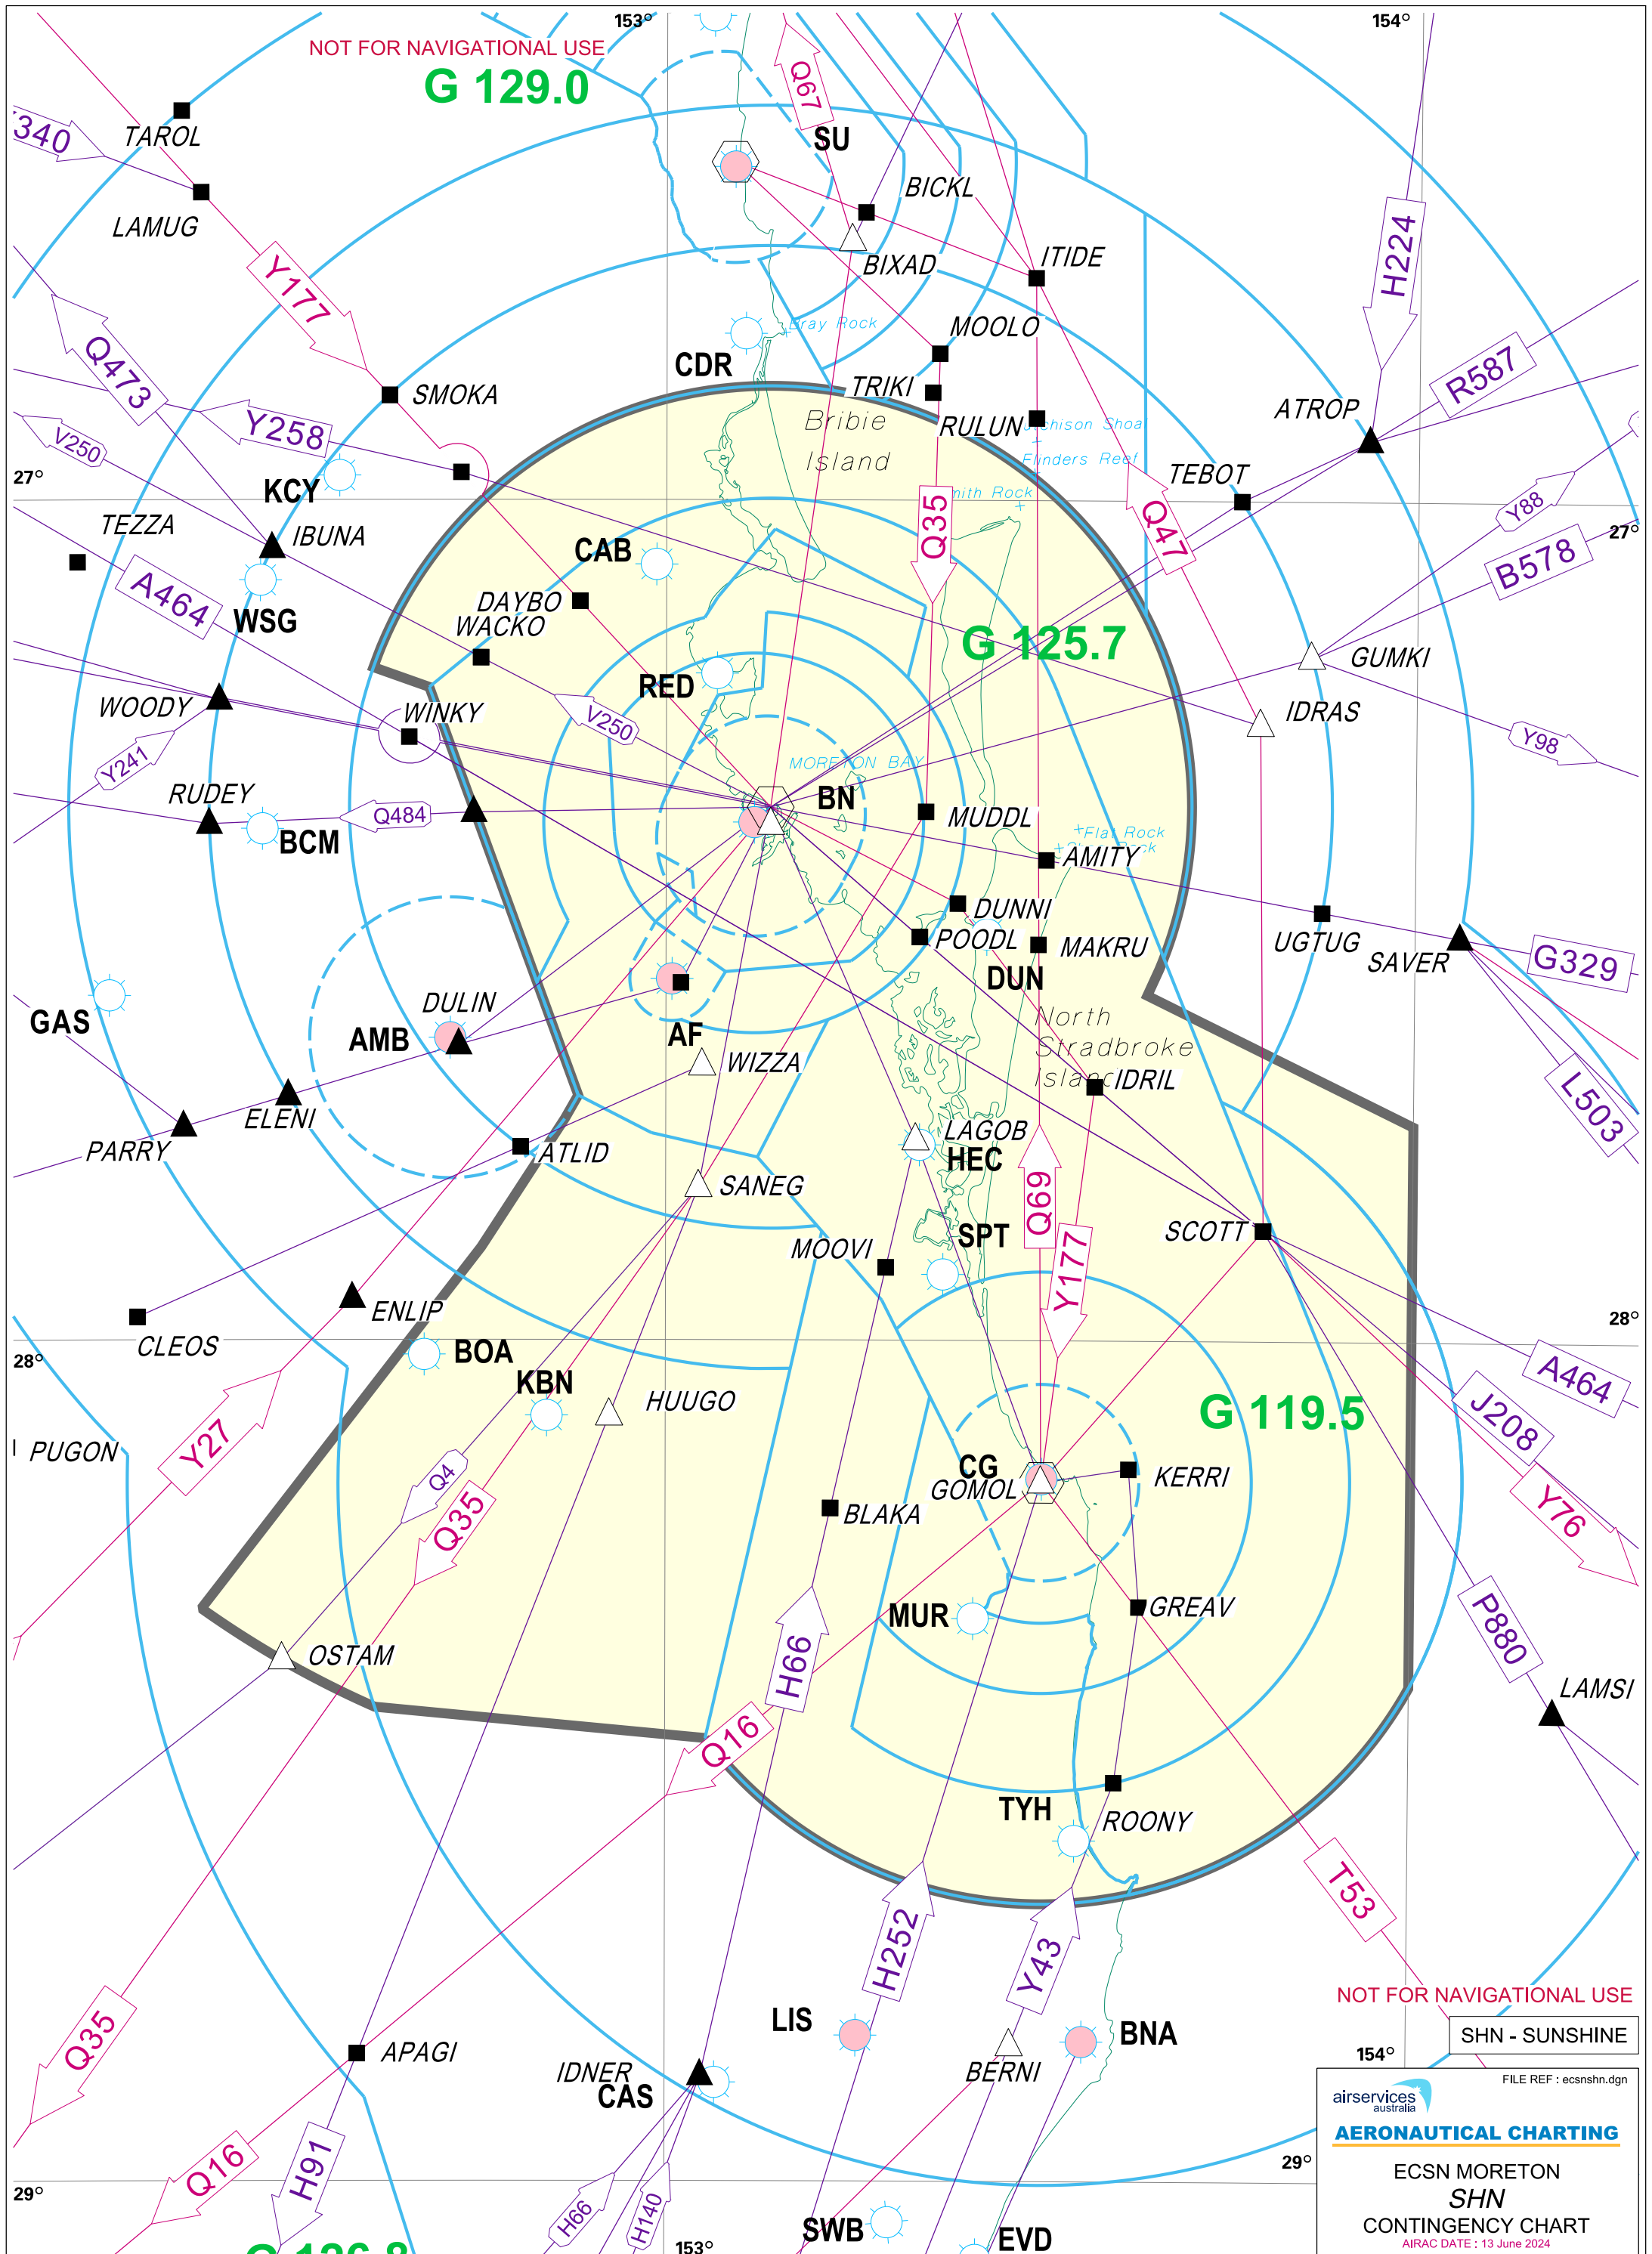 153°
154°
NOT FOR NAVIGATIONAL USE
G 129.0
Q67
TAROL
340
SU
LAMUG
BICKL
BIXAD
ITIDE
H224
Y177
Bray Rock
MOOLO
CDR
Q473
TRIKI
SMOKA
RULUN
ATROP
R587
Bribie
Island
Flinders Reef
Y258
V250
KCY
27°
TEZZA
IBUNA
TEBOT
Y88
27°
Q35
Q47
CAB
B578
A464
WSG
DAYBO
WACKO
G 125.7
RED
GUMKI
WOODY
WINKY
V250
IDRAS
Y98
Y241
MORETON BAY
RUDEY
BN
Q484
MUDDL
BCM
Flat Rock
AMITY
DUNNI
POODL
MAKRU
UGTUG
SAVER
G329
DUN
GAS
DULIN
AMB
AF
North
Stradbroke
Island
WIZZA
IDRIL
L503
ELENI
PARRY
LAGOB
HEC
ATLID
SANEG
Q69
SPT
MOOVI
SCOTT
Y177
ENLIP
CLEOS
28°
28°
BOA
KBN
A464
HUUGO
G 119.5
J208
PUGON
Y27
Q4
CG
GOMOL
KERRI
Y76
Q35
BLAKA
MUR
GREAV
P880
OSTAM
H66
LAMSI
Q16
TYH
ROONY
T53
H252
Y43
NOT FOR NAVIGATIONAL USE
LIS
BNA
SHN - SUNSHINE
Q35
APAGI
IDNER
CAS
BERNI
154°
FILE REF : ecsnshn.dgn
airservices
australia
AERONAUTICAL CHARTING
Q16
H91
29°
29°
ECSN MORETON
SHN
CONTINGENCY CHART
AIRAC DATE : 13 June 2024
H66
H140
SWB
EVD
153°